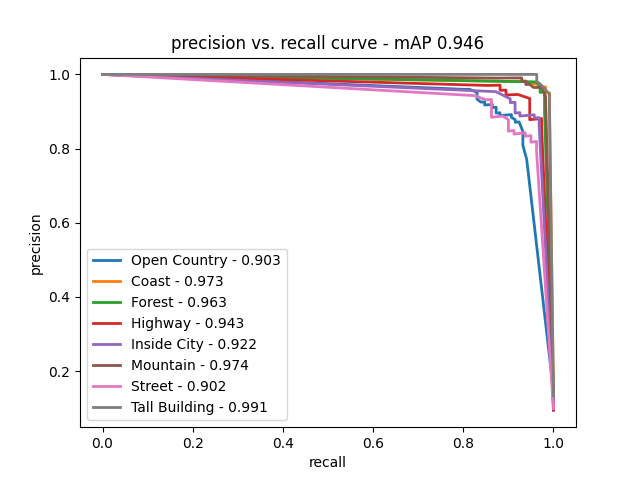 precision vs. recall curve - mAP 0.946
1.0
0.8
0.6
0.4
0.2
precision
Open Country - 0.903
Coast - 0.973
Forest - 0.963
Highway - 0.943
Inside City - 0.922
Mountain - 0.974
Street - 0.902
Tall Building - 0.991
0.0 0.2 0.4 0.6 0.8 1.0
recall